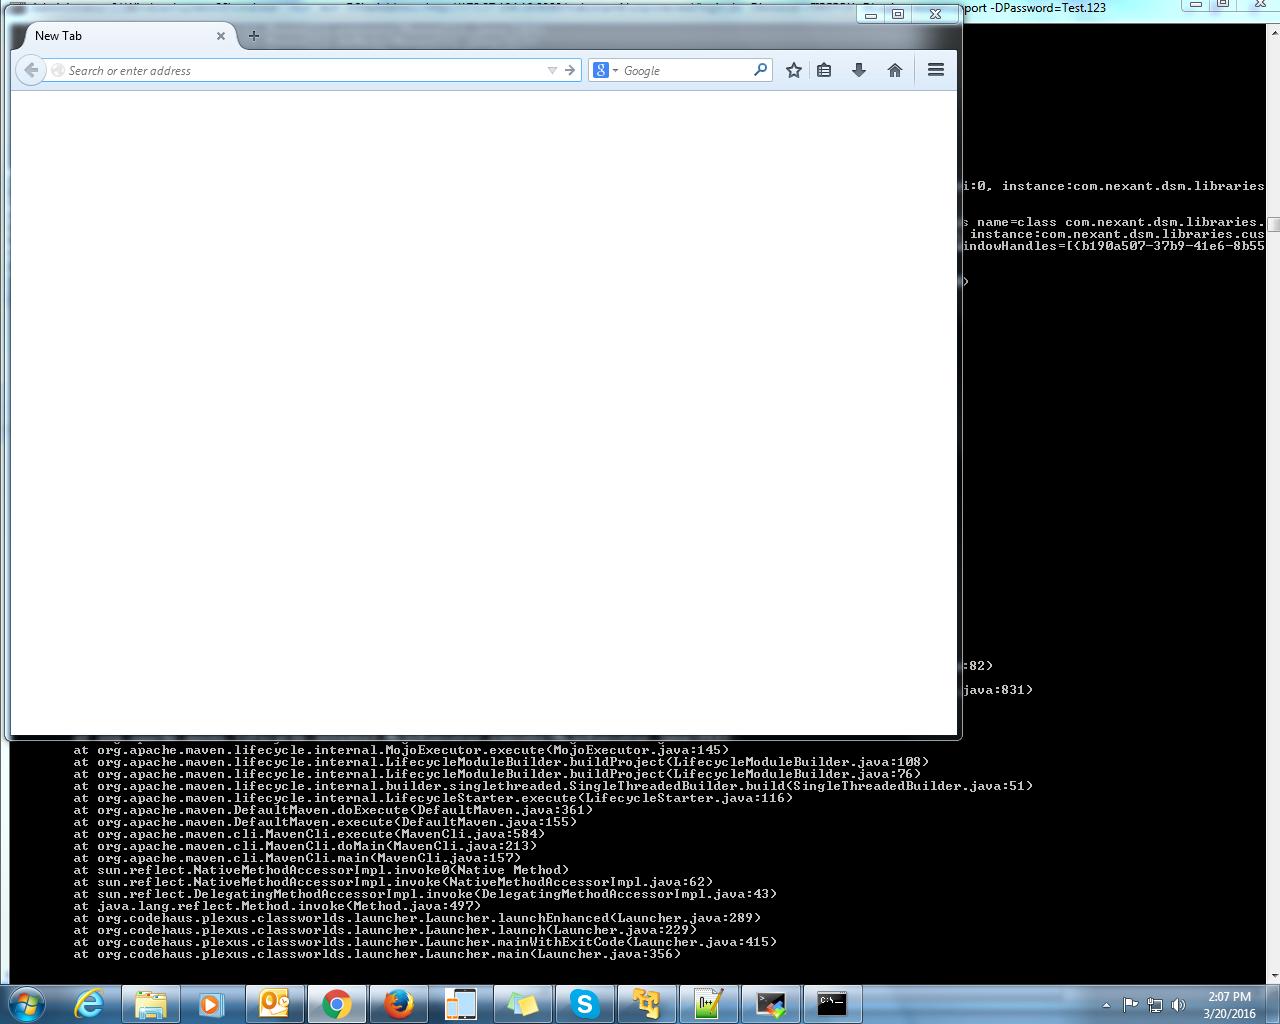 port -DPassword=Test.123
New Tab
Search or enter address
Google
i:0, instance:com.nexant.dsm.libraries
name=class com.nexant.dsm.libraries.
instance:com.nexant.dsm.libraries.cus
indowHandles=[{b190a507-37b9-41e6-8b55
)
:82)
java:831)
at org.apache.maven.lifecycle.internal.MojoExecutor.execute(MojoExecutor.java:145)
at org.apache.maven.lifecycle.internal.LifecycleModuleBuilder.buildProject(LifecycleModuleBuilder.java:108)
at org.apache.maven.lifecycle.internal.LifecycleModuleBuilder.buildProject(LifecycleModuleBuilder.java:76)
at org.apache.maven.lifecycle.internal.builder.singlethreaded.SingleThreadedBuilder.build(SingleThreadedBuilder.java:51)
at org.apache.maven.lifecycle.internal.LifecycleStarter.execute(LifecycleStarter.java:116)
at org.apache.maven.DefaultMaven.doExecute(DefaultMaven.java:361)
at org.apache.maven.DefaultMaven.execute(DefaultMaven.java:155)
at org.apache.maven.cli.MavenCli.execute(MavenCli.java:584)
at org.apache.maven.cli.MavenCli.doMain(MavenCli.java:213)
at org.apache.maven.cli.MavenCli.main(MavenCli.java:157)
at sun.reflect.NativeMethodAccessorImpl.invoke0(Native Method)
at sun.reflect.NativeMethodAccessorImpl.invoke(NativeMethodAccessorImpl.java:62)
at sun.reflect.DelegatingMethodAccessorImpl.invoke(DelegatingMethodAccessorImpl.java:43)
at java.lang.reflect.Method.invoke(Method.java:497)
at org.codehaus.plexus.classworlds.launcher.Launcher.launchEnhanced(Launcher.java:289)
at org.codehaus.plexus.classworlds.launcher.Launcher.launch(Launcher.java:229)
at org.codehaus.plexus.classworlds.launcher.Launcher.mainWithExitCode(Launcher.java:415)
at org.codehaus.plexus.classworlds.launcher.Launcher.main(Launcher.java:356)
2:07 PM
3/20/2016